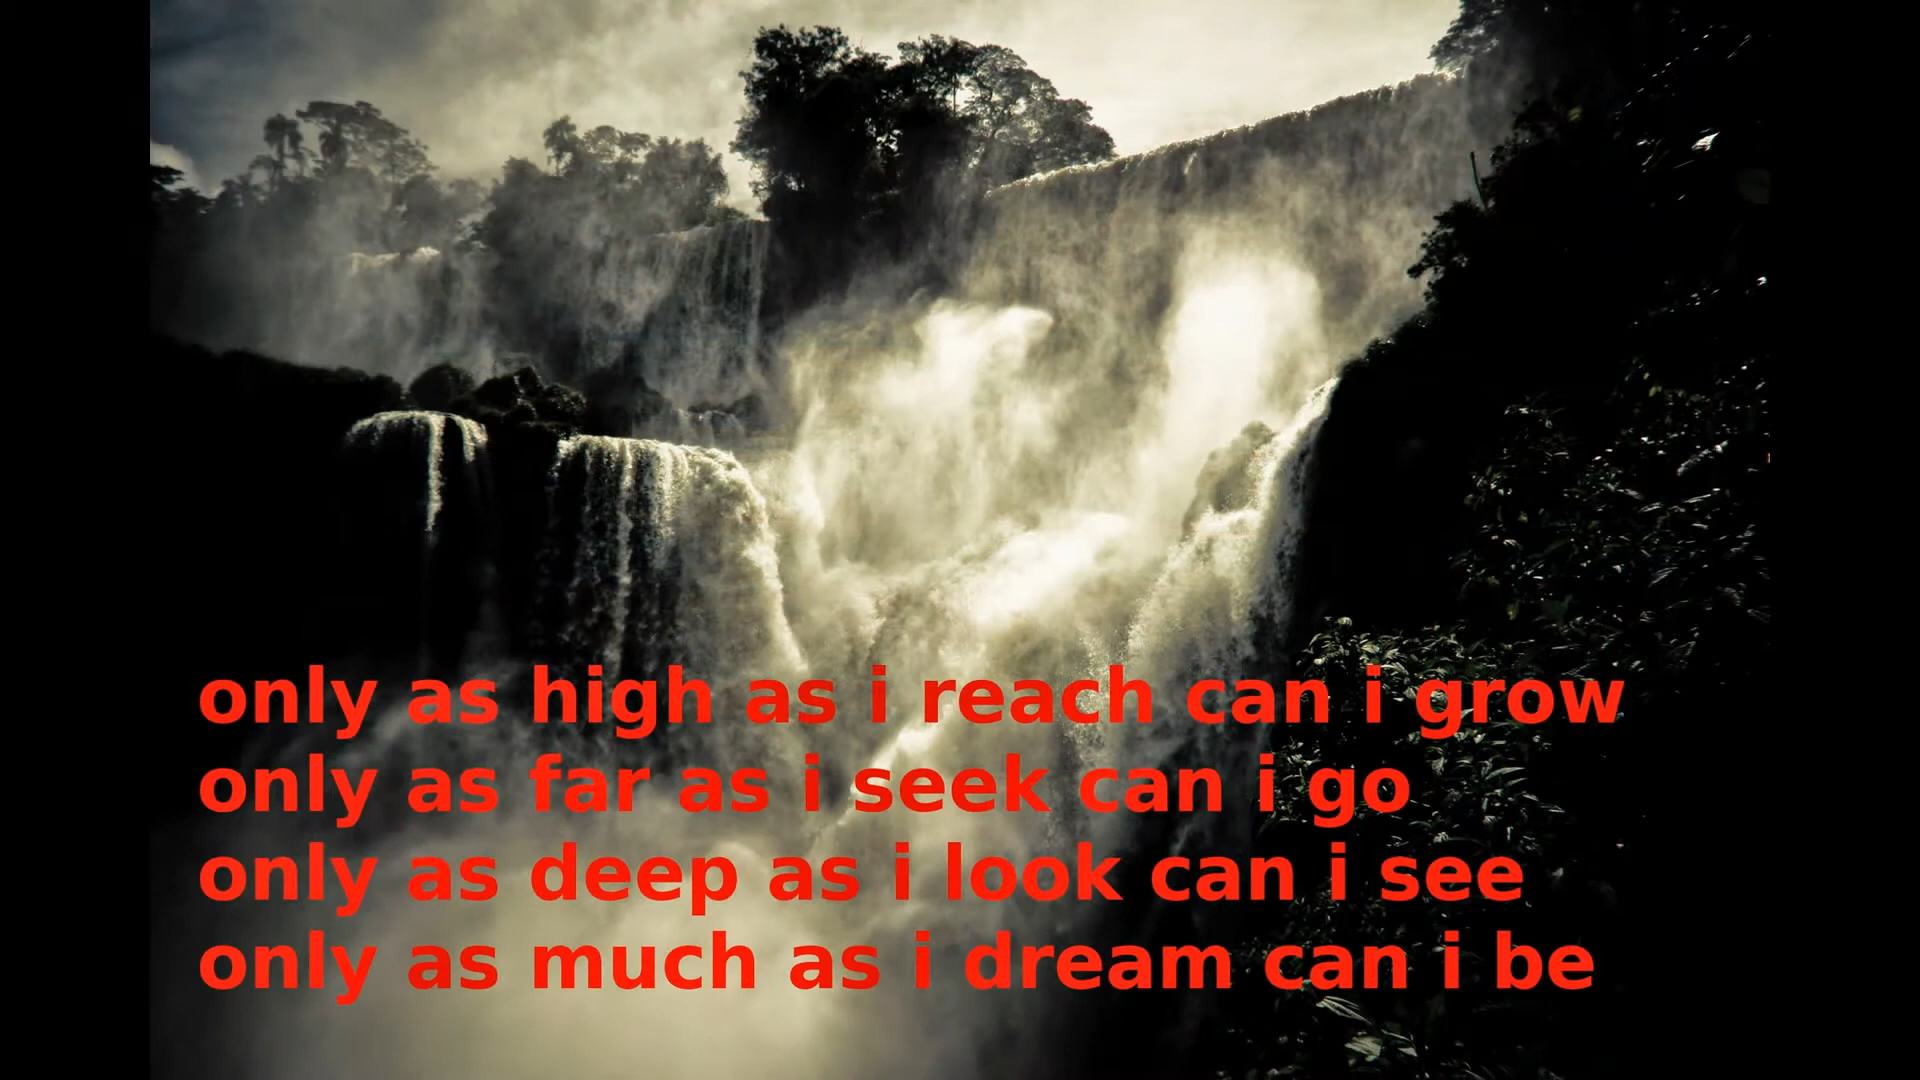 only as high as i reach can i grow
only as far as i seek can i go
only as deep as i look can i see
only as much as i dream can i be